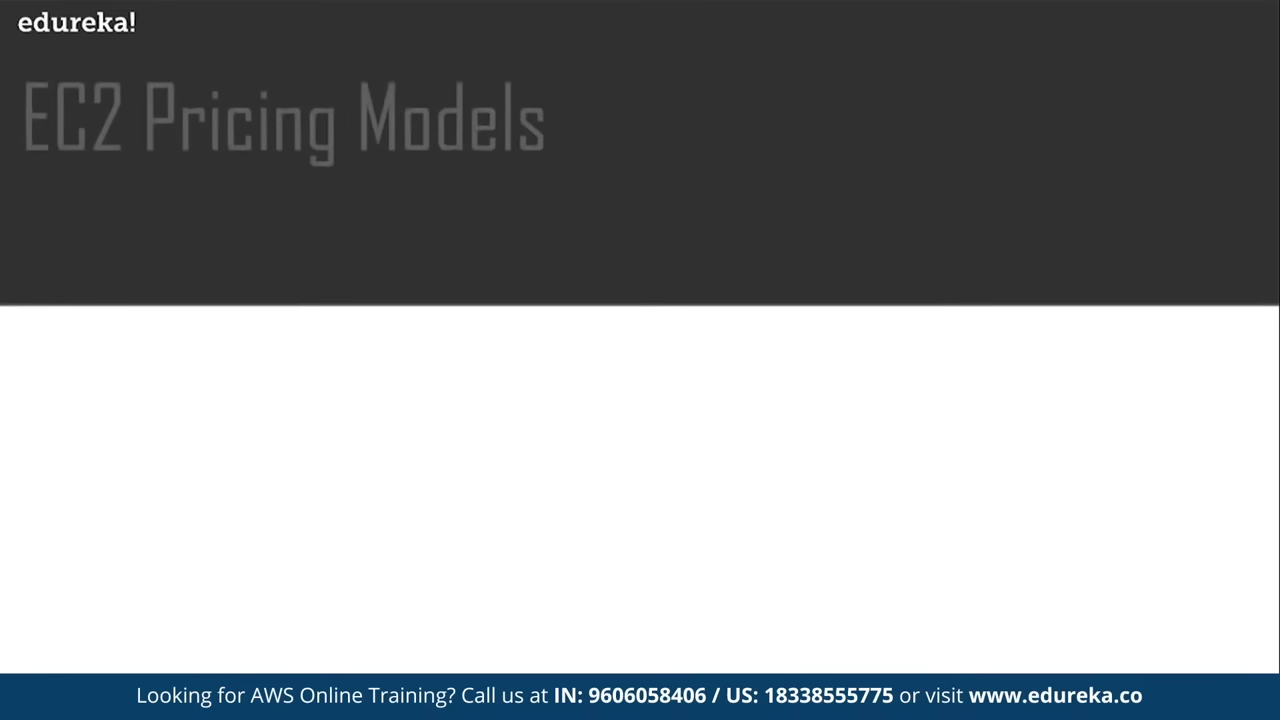 edureka!
EC2 Pricing Models
Looking for AWS Online Training? Call us at IN: 9606058406 / US: 18338555775 or visit www.edureka.co